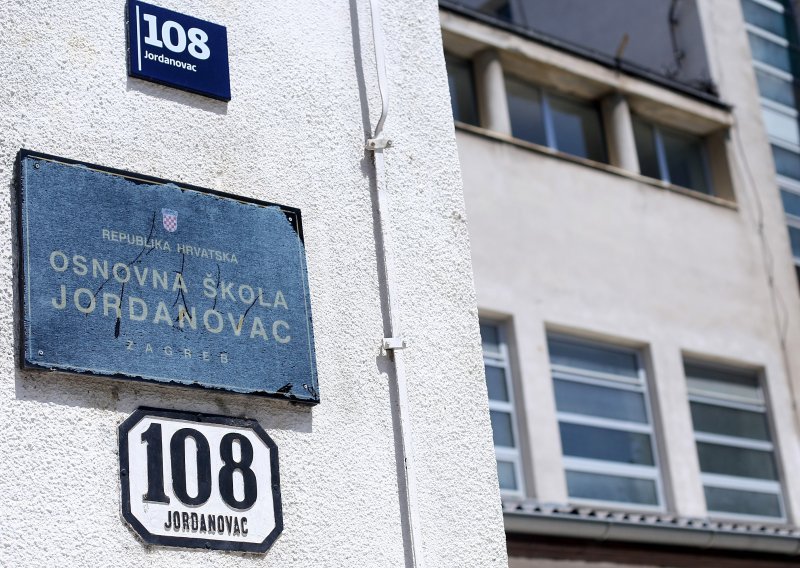 108
Jordanovac
REPUBLIKA HRVATSKA
OSNOVNA ŠKOLA
JORDANOVAC
ZAGREB
108
JORDANOVAC